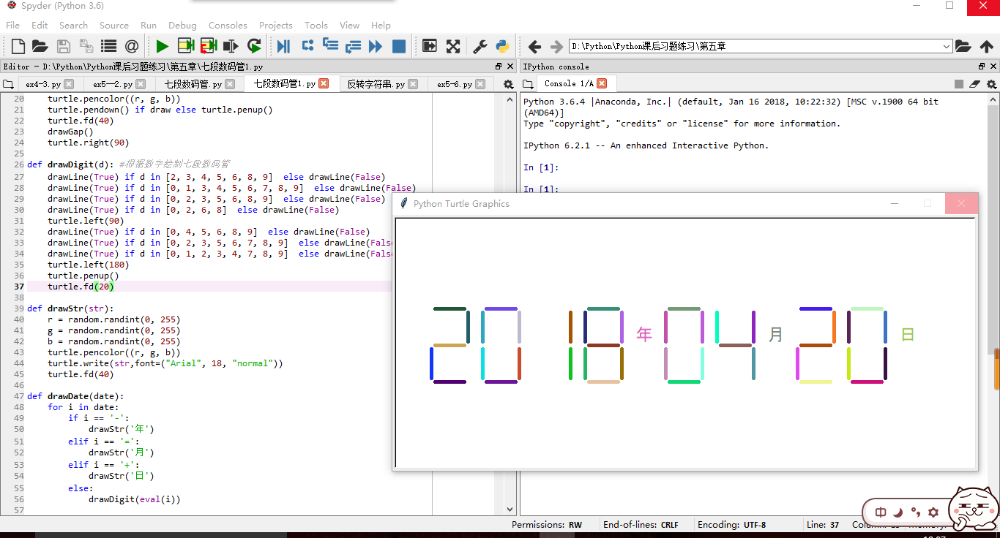 Spyder (Python 3.6)
File Edit Search Source Run Debug Consoles Projects Tools View Help
D:\Python\Python课后习题练习\第五章
Editor - D:\Python\Python课后习题练习\第五章\七段数码管1.py
IPython console
ex4-3.py ex5—2.py 七段数码管.py 七段数码管1.py 反转字符串.py ex5-6.py
Console 1/A
20 turtle.pencolor((r, g, b))
21 turtle.pendown() if draw else turtle.penup()
22 turtle.fd(40)
23 drawGap()
24 turtle.right(90)
25
26 def drawDigit(d): #根据数字绘制七段数码管
27 drawLine(True) if d in [2, 3, 4, 5, 6, 8, 9]  else drawLine(False)
28 drawLine(True) if d in [0, 1, 3, 4, 5, 6, 7, 8, 9]  else drawLine(False)
29 drawLine(True) if d in [0, 2, 3, 5, 6, 8, 9]  else drawLine(False)
30 drawLine(True) if d in [0, 2, 6, 8]  else drawLine(False)
31 turtle.left(90)
32 drawLine(True) if d in [0, 4, 5, 6, 8, 9]  else drawLine(False)
33 drawLine(True) if d in [0, 2, 3, 5, 6, 7, 8, 9]  else drawLine(Fal
34 drawLine(True) if d in [0, 1, 2, 3, 4, 7, 8, 9]  else drawLine(Fals
35 turtle.left(180)
36 turtle.penup()
37 turtle.fd(20)
38
39 def drawStr(str):
40 r = random.randint(0, 255)
41 g = random.randint(0, 255)
42 b = random.randint(0, 255)
43 turtle.pencolor((r, g, b))
44 turtle.write(str,font=("Arial", 18, "normal"))
45 turtle.fd(40)
46
47 def drawDate(date):
48 for i in date:
49 if i == '-':
50 drawStr('年')
51 elif i == '=':
52 drawStr('月')
53 elif i == '+':
54 drawStr('日')
55 else:
56 drawDigit(eval(i))
57
Python 3.6.4 |Anaconda, Inc.| (default, Jan 16 2018, 10:22:32) [MSC v.1900 64 bit
(AMD64)]
Type "copyright", "credits" or "license" for more information.
IPython 6.2.1 -- An enhanced Interactive Python.
In [1]:
In [1]:
Python Turtle Graphics
2018年04月20日
中
Permissions: RW End-of-lines: CRLF Encoding: UTF-8 Line: 37